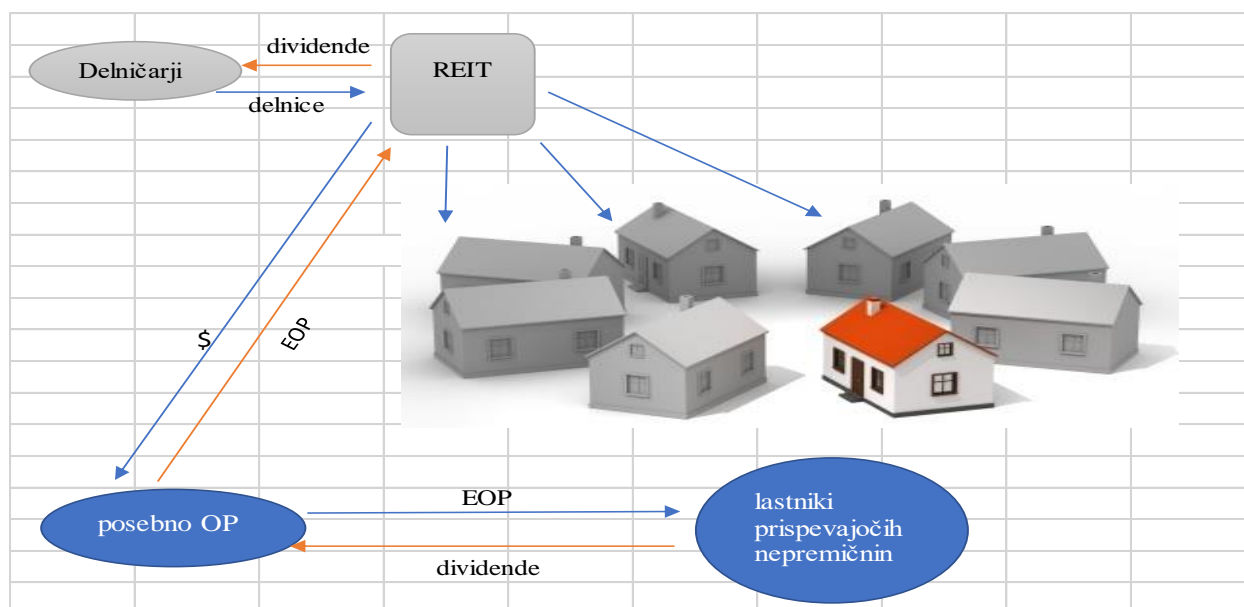 dividende
Delničarji
REIT
delnice
$
EOP
posebno OP
EOP
dividende
lastniki
prispevajočih
nepremičnin